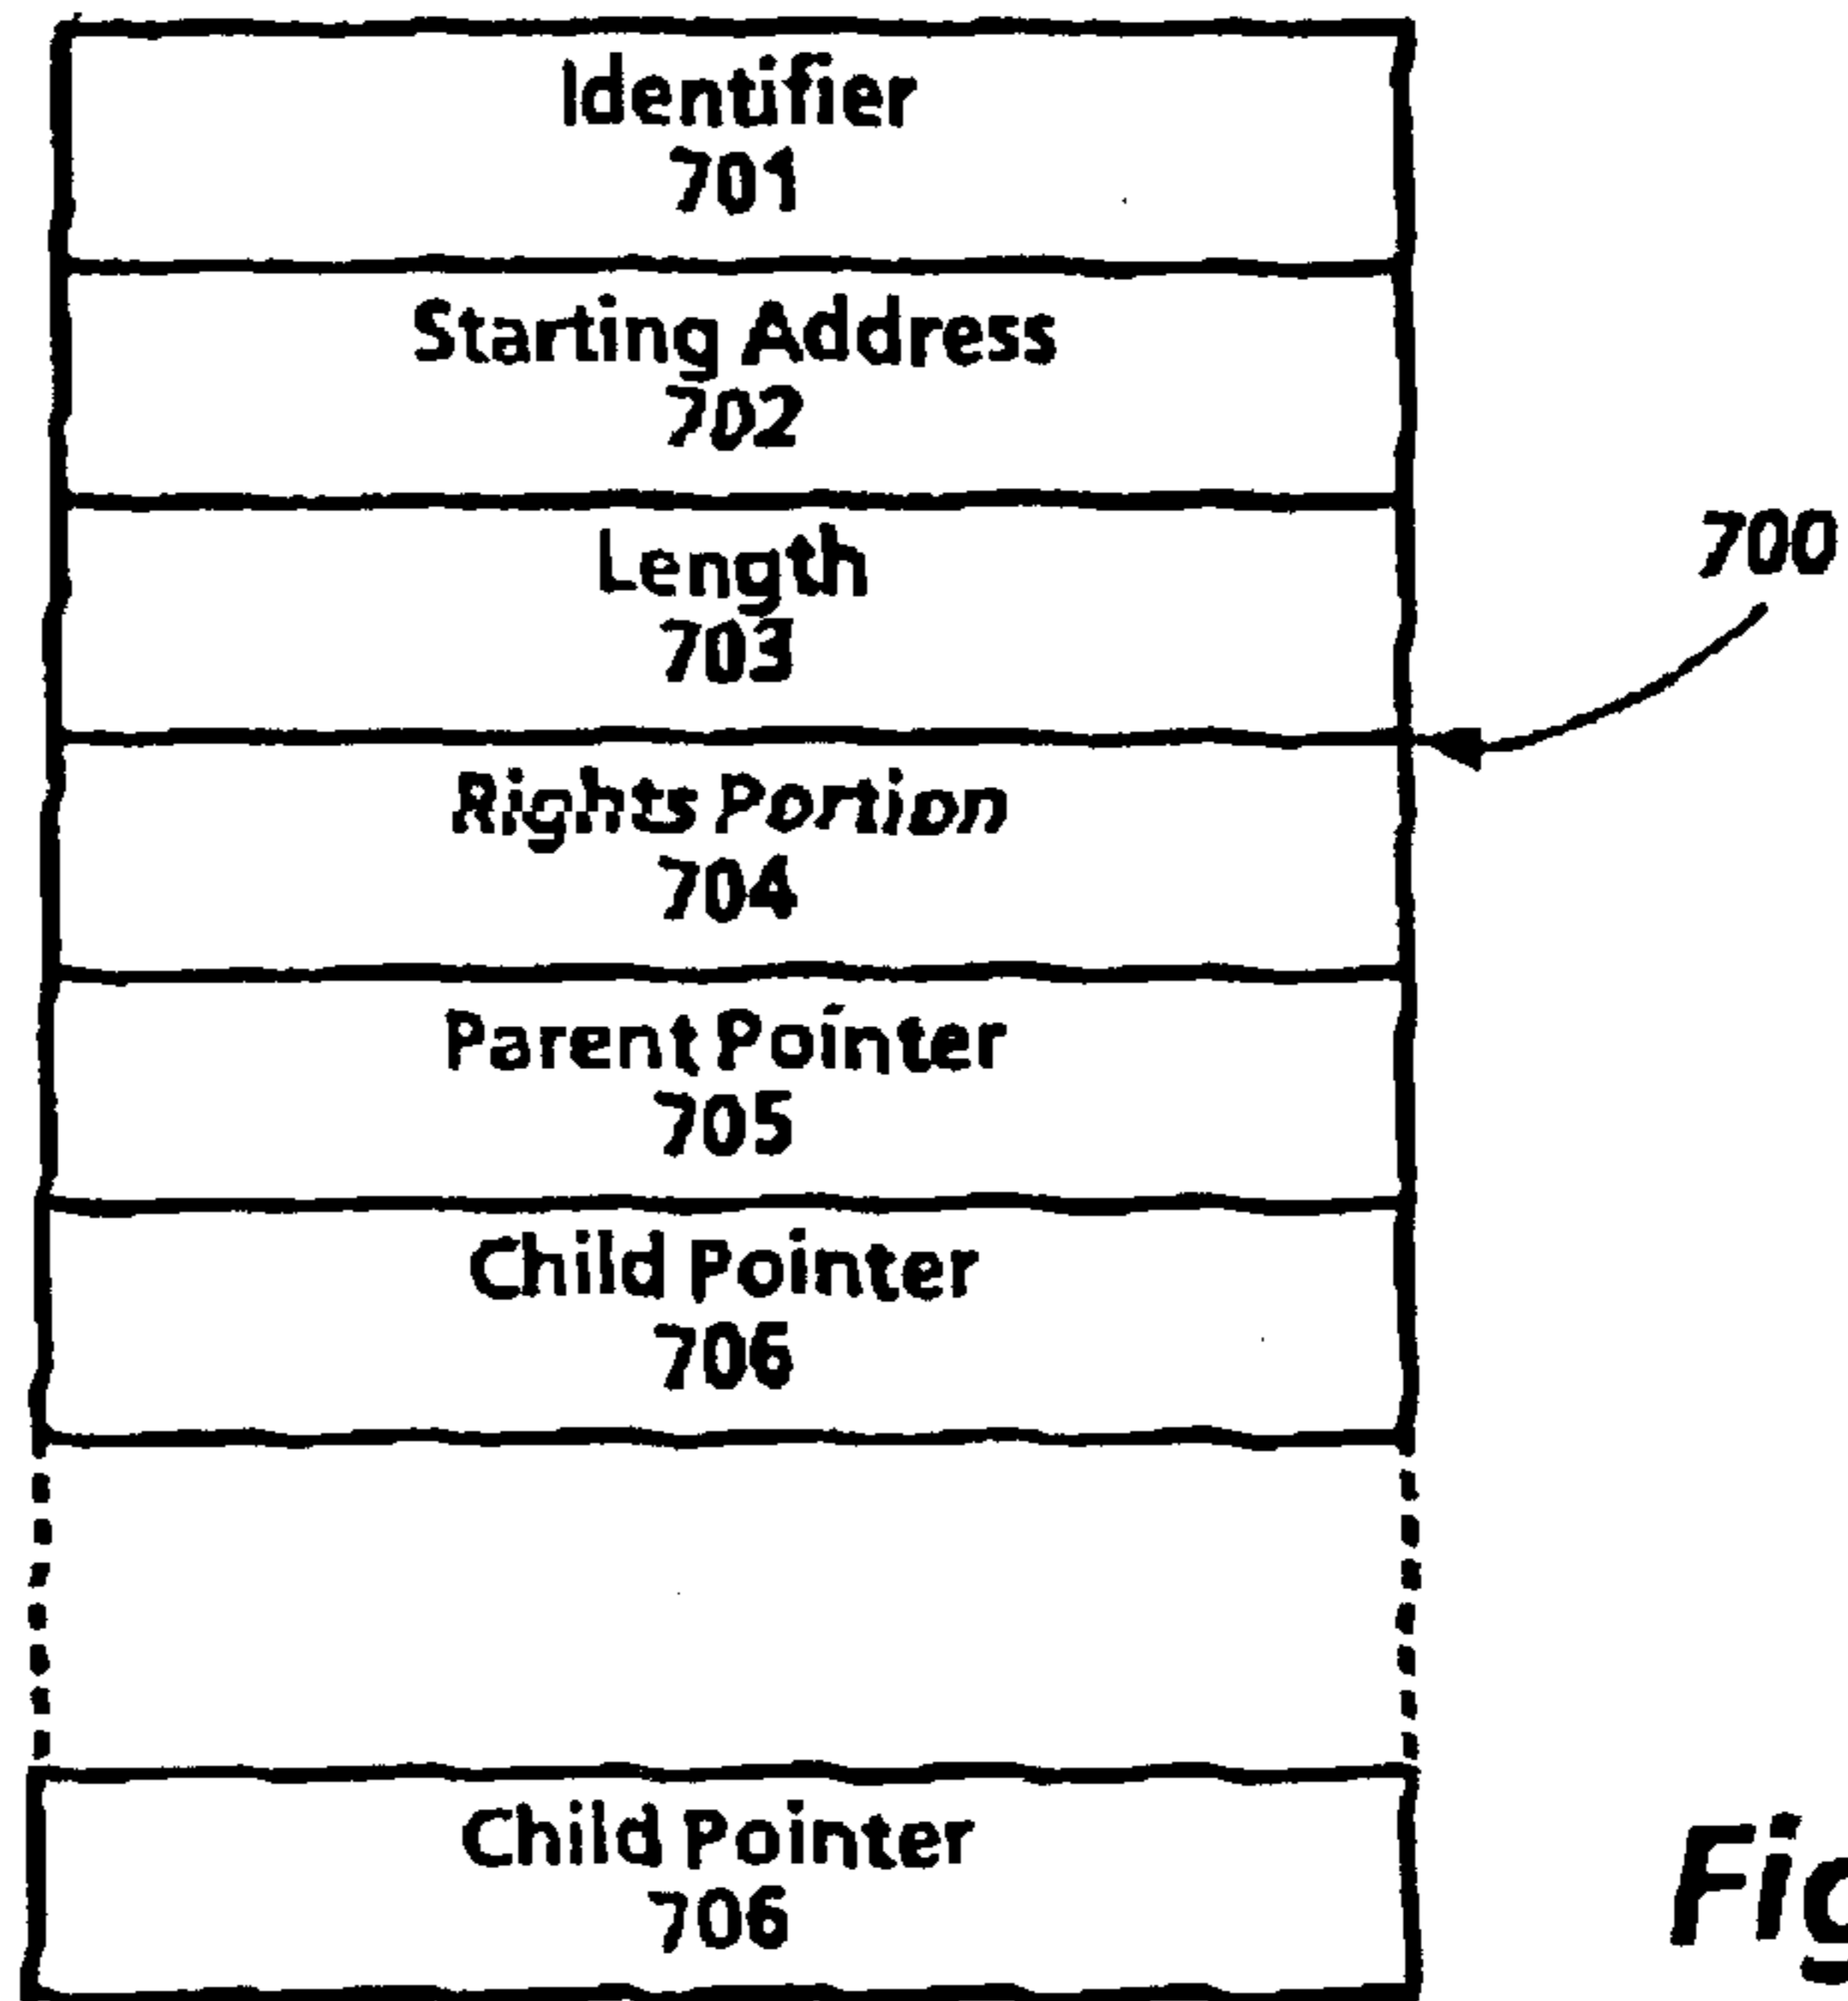 Identifier
701
Starting Address
702
Length
703
700
Rights Portion
704
Parent Pointer
705
Child Pointer
706
Child Pointer
706